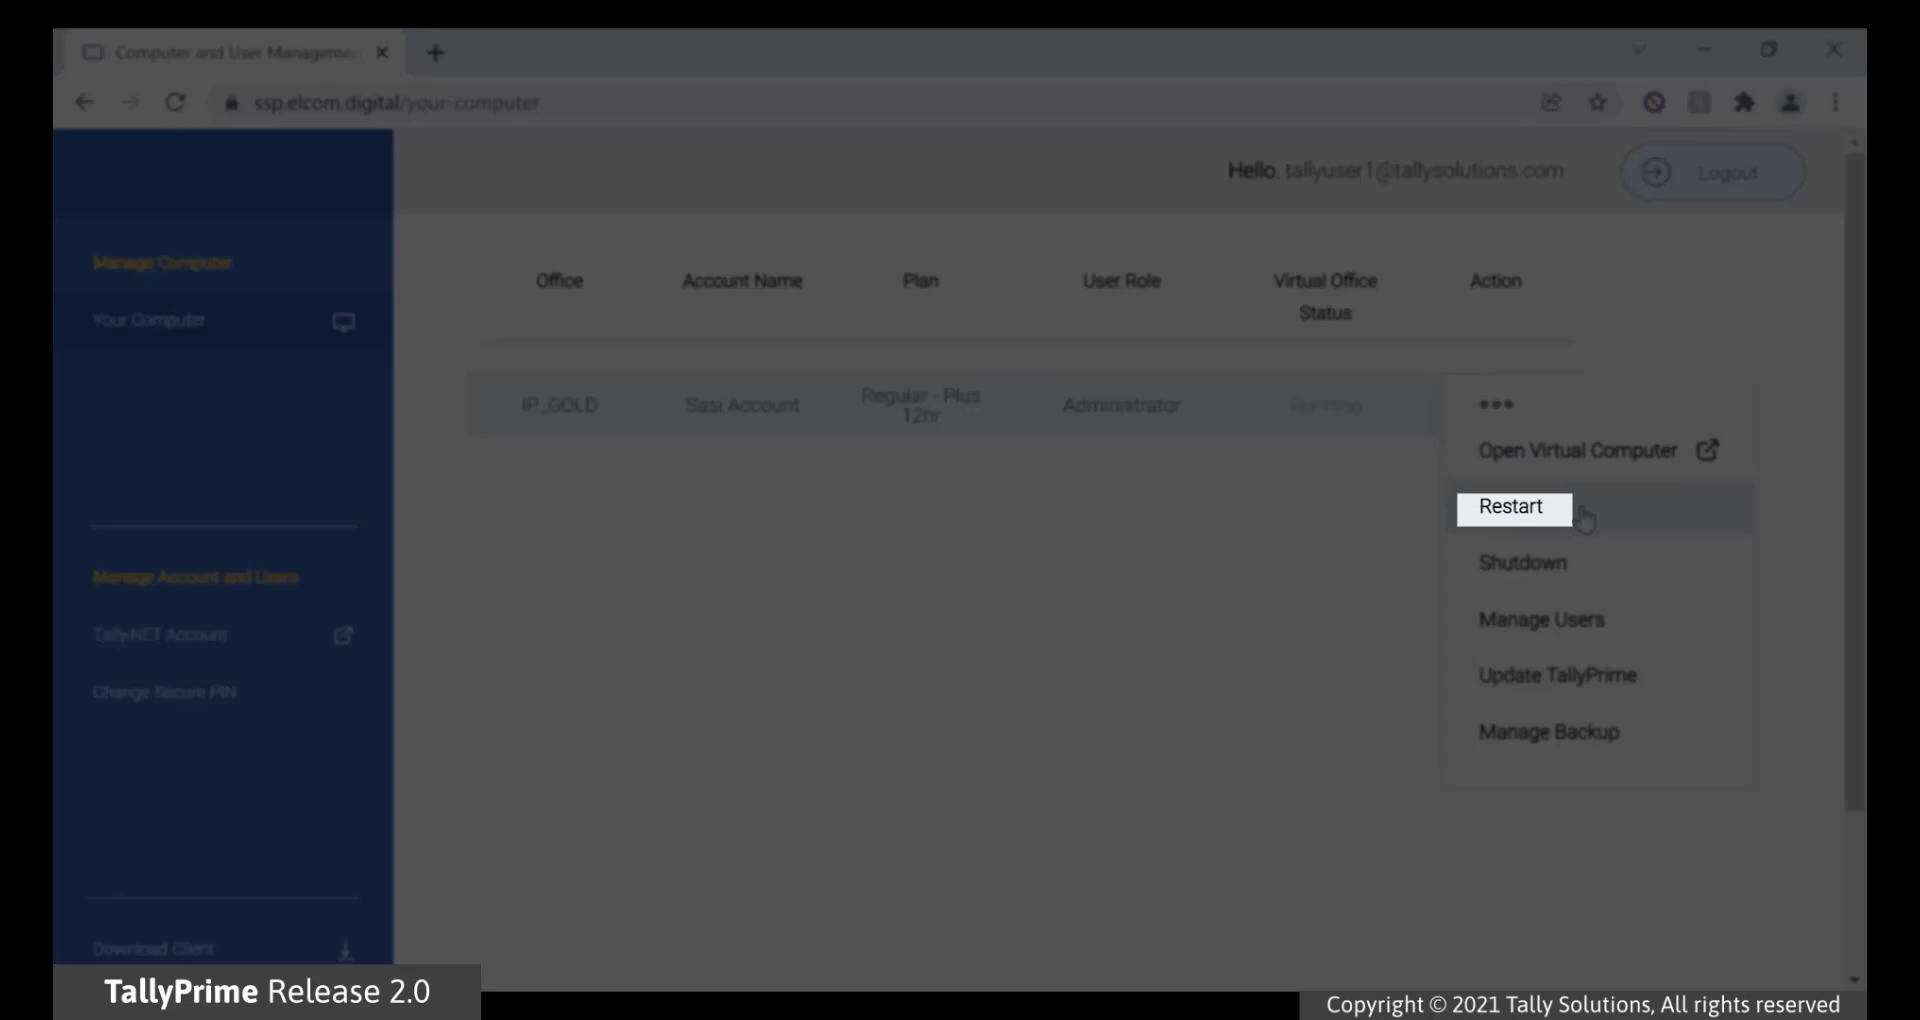 Computer and User Managemen
ssp.elcom.digital/your-computer
Hello, tallyuser1@tallysolutions.com
Logout
Manage Computer
Your Computer
Manage Account and Users
Tally.NET Account
Change Secure PIN
Download Client
Office Account Name Plan User Role Virtual Office Action
Status
IP_GOLD Sasi Account Regular - Plus Administrator Running
12hr
Open Virtual Computer
Restart
Shutdown
Manage Users
Update TallyPrime
Manage Backup
TallyPrime Release 2.0
Copyright © 2021 Tally Solutions, All rights reserved